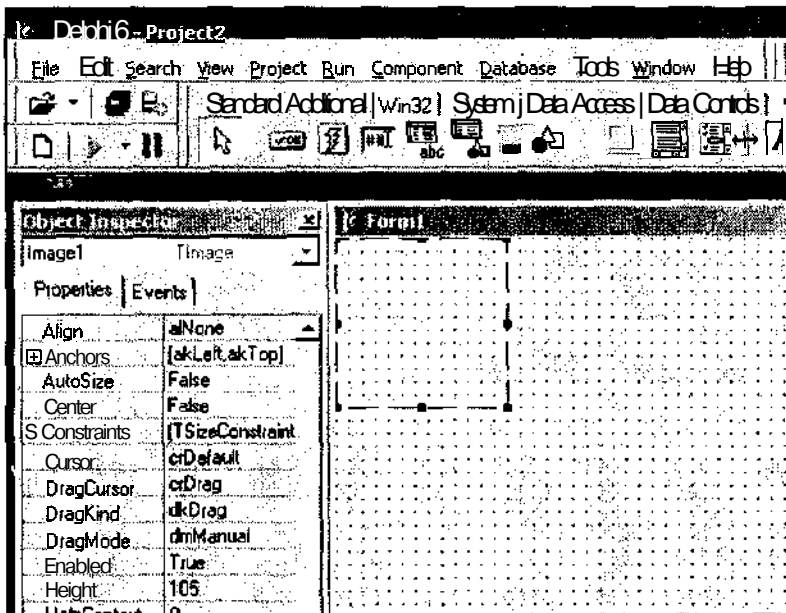 Delphi 6 - Project2
File Edit Search View Project Run Component Database Tools Window Help
Standard Additional | Win32 | System | Data Access | Data Controls |
abc
Object Inspector
Form1
Image1 TImage
Properties Events
Align alNone
Anchors [akLeft,akTop]
AutoSize False
Center False
S Constraints (TSizeConstraint
Cursor crDefault
DragCursor crDrag
DragKind dkDrag
DragMode dmManual
Enabled True
Height 105